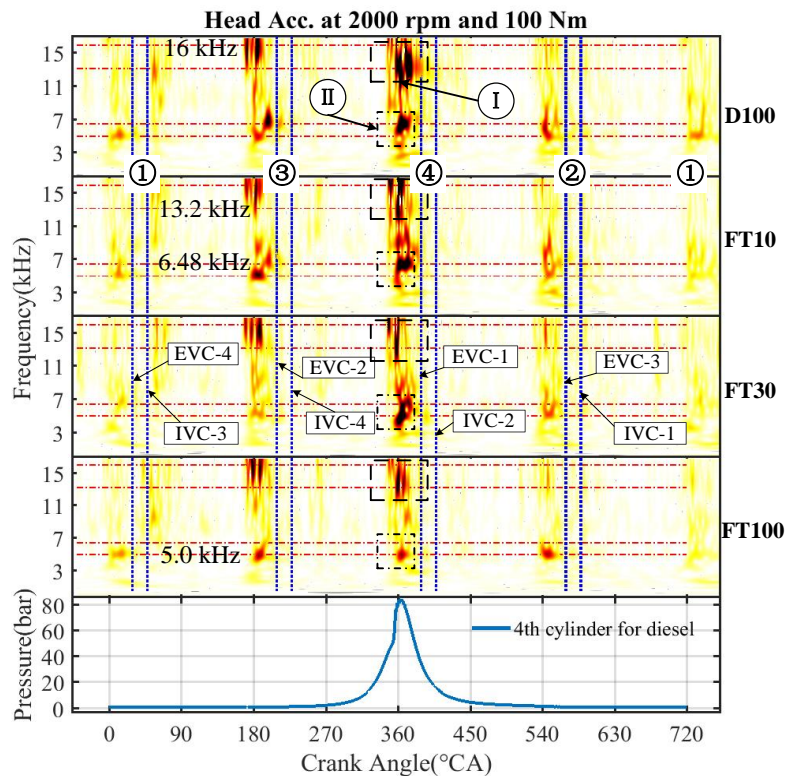 Head Acc. at 2000 rpm and 100 Nm
Frequency(kHz)
15
11
7
3
16 kHz
Ⅱ
Ⅰ
D100
① ③ ④ ② ①
15
11
7
3
13.2 kHz
6.48 kHz
FT10
15
11
7
3
EVC-4
EVC-2
EVC-1
EVC-3
IVC-3
IVC-4
IVC-2
IVC-1
FT30
15
11
7
3
5.0 kHz
FT100
Pressure(bar)
80
60
40
20
0
4th cylinder for diesel
0 90 180 270 360 450 540 630 720
Crank Angle(°CA)